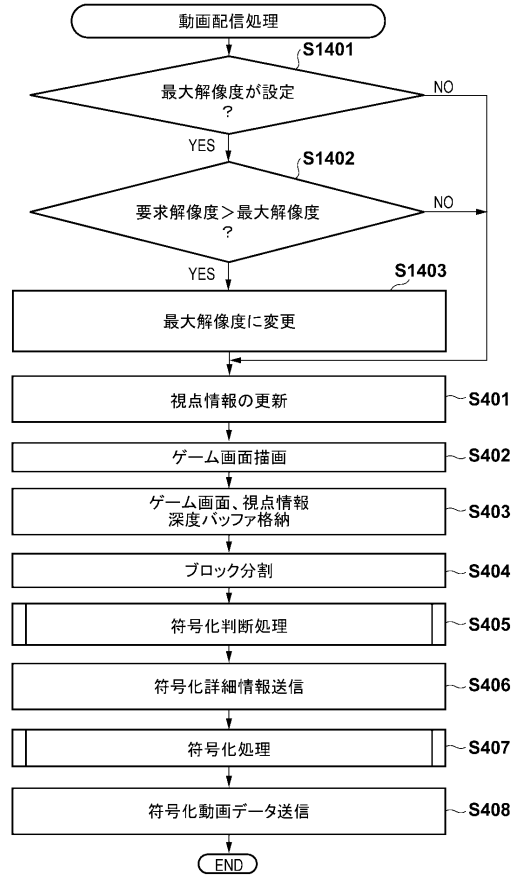 動画配信処理
S1401
最大解像度が設定
?
NO
YES
S1402
要求解像度>最大解像度
?
NO
YES
S1403
最大解像度に変更
視点情報の更新
S401
ゲーム画面描画
S402
ゲーム画面、視点情報
深度バッファ格納
S403
ブロック分割
S404
符号化判断処理
S405
符号化詳細情報送信
S406
符号化処理
S407
符号化動画データ送信
S408
END